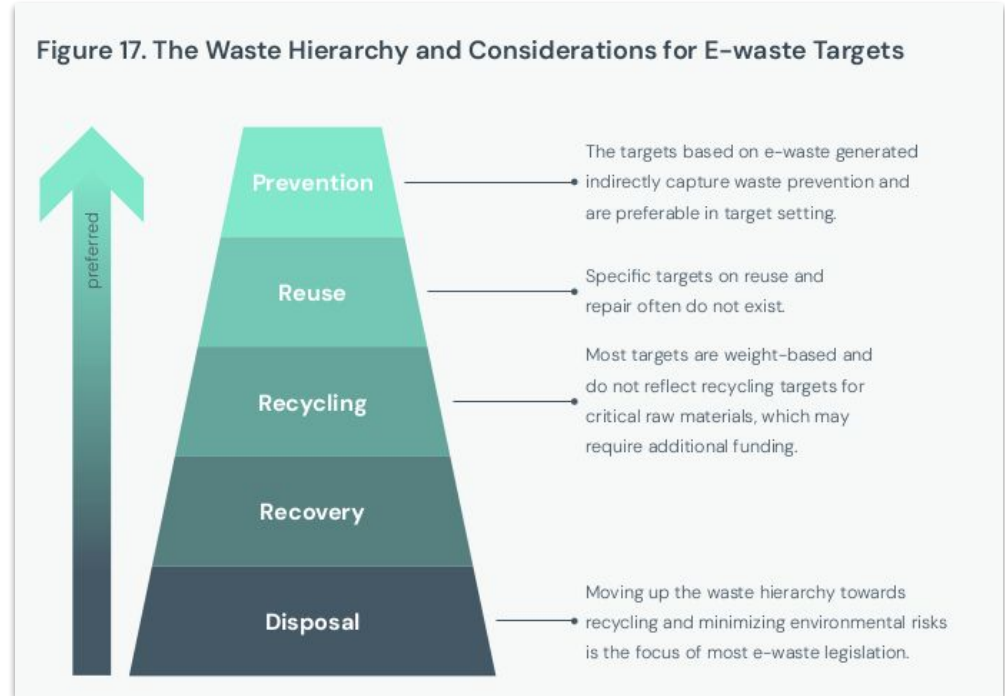 Figure 17. The Waste Hierarchy and Considerations for E-waste Targets
preferred
Prevention
The targets based on e-waste generated
indirectly capture waste prevention and
are preferable in target setting.
Reuse
Specific targets on reuse and
repair often do not exist.
Recycling
Most targets are weight-based and
do not reflect recycling targets for
critical raw materials, which may
require additional funding.
Recovery
Disposal
Moving up the waste hierarchy towards
recycling and minimizing environmental risks
is the focus of most e-waste legislation.